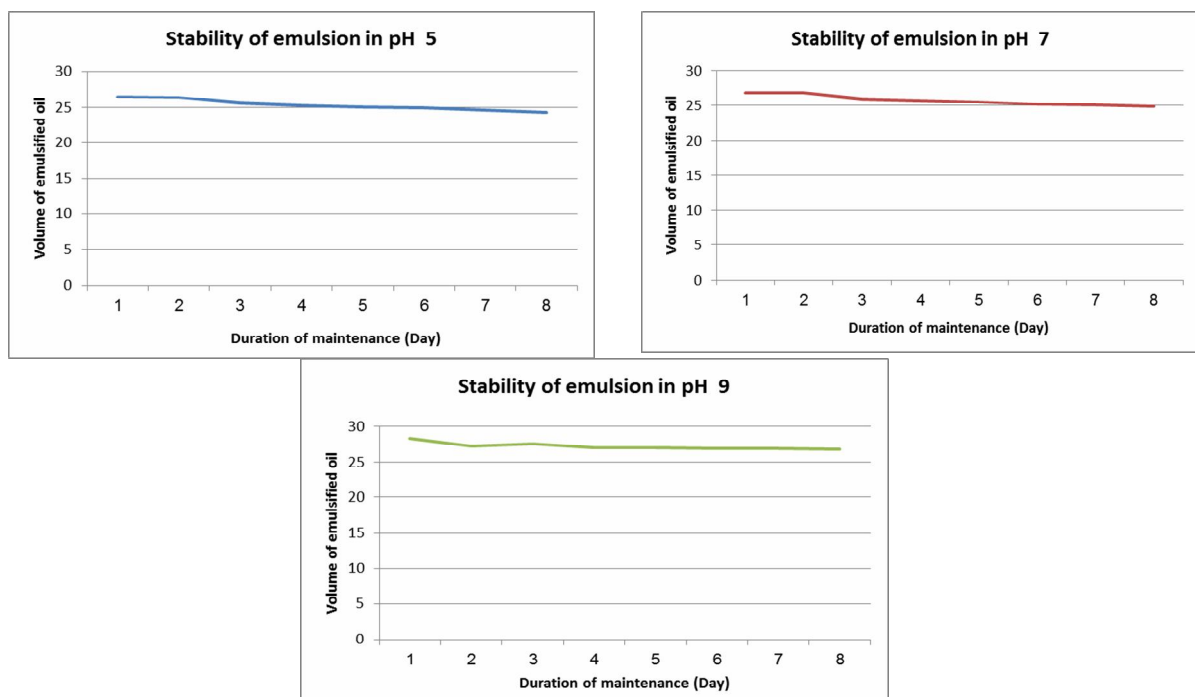 Stability of emulsion in pH 5
Volume of emulsified oil
30
25
20
15
10
5
0
1 2 3 4 5 6 7 8
Duration of maintenance (Day)
Stability of emulsion in pH 7
Volume of emulsified oil
30
25
20
15
10
5
0
1 2 3 4 5 6 7 8
Duration of maintenance (Day)
Stability of emulsion in pH 9
Volume of emulsified oil
30
25
20
15
10
5
0
1 2 3 4 5 6 7 8
Duration of maintenance (Day)